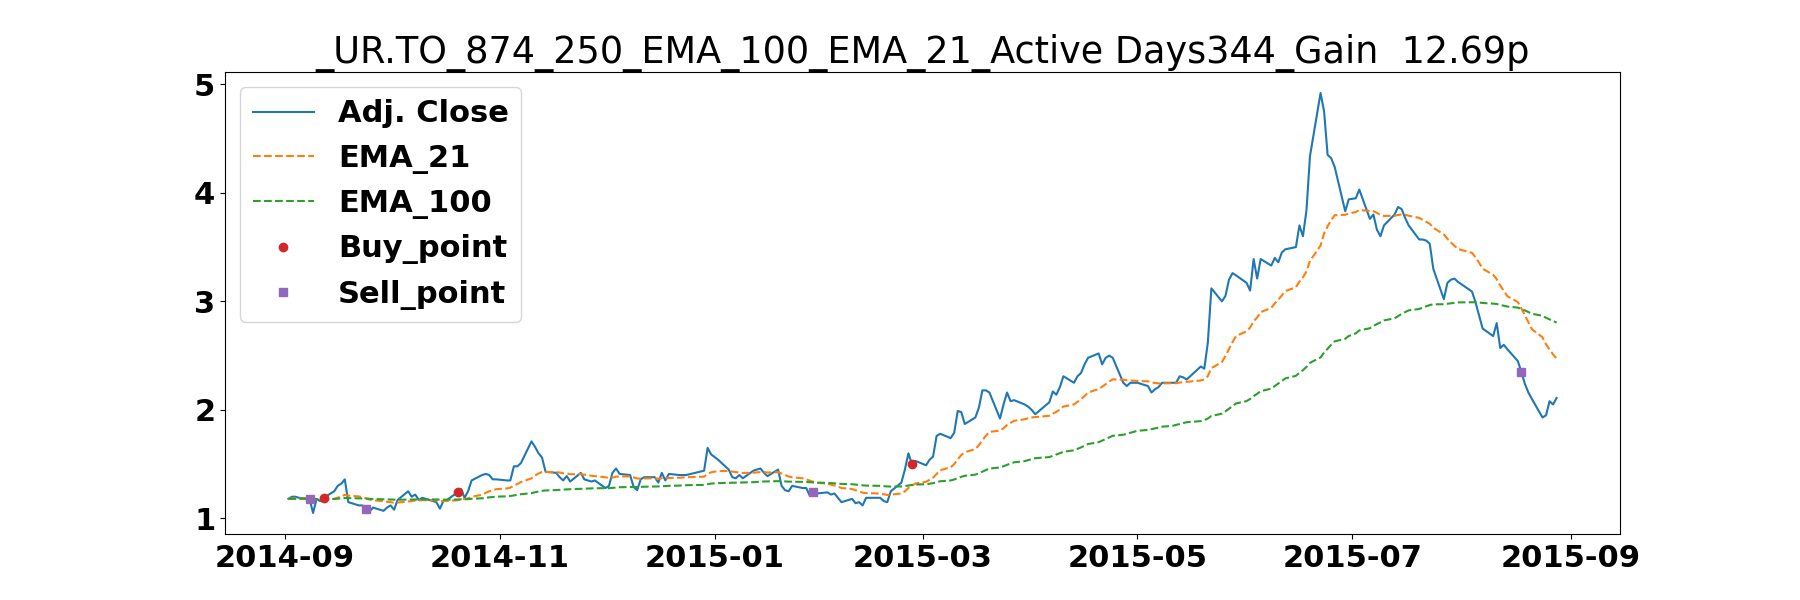 _UR.TO_874_250_EMA_100_EMA_21_Active Days344_Gain  12.69p
5
4
3
2
1
Adj. Close
EMA_21
EMA_100
Buy_point
Sell_point
2014-09 2014-11 2015-01 2015-03 2015-05 2015-07 2015-09